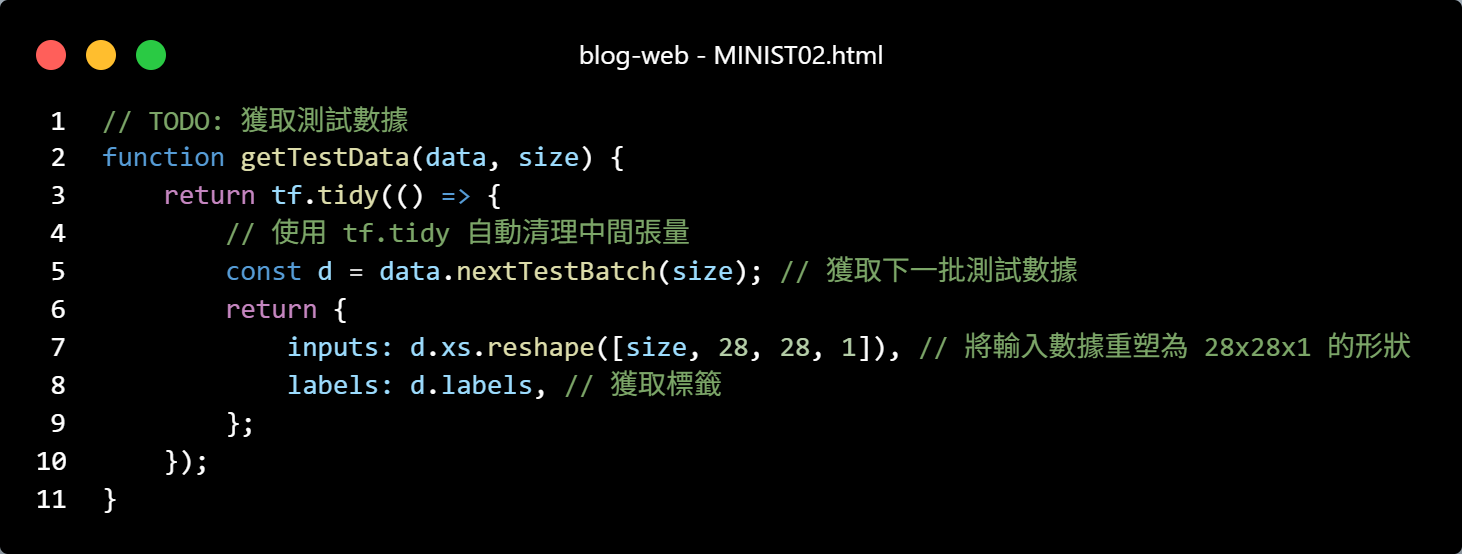 blog-web - MINIST02.html
1 // TODO: 獲取測試數據
2 function getTestData(data, size) {
3     return tf.tidy(() => {
4         // 使用 tf.tidy 自動清理中間張量
5         const d = data.nextTestBatch(size); // 獲取下一批測試數據
6         return {
7             inputs: d.xs.reshape([size, 28, 28, 1]), // 將輸入數據重塑為 28x28x1 的形狀
8             labels: d.labels, // 獲取標籤
9         };
10     });
11 }